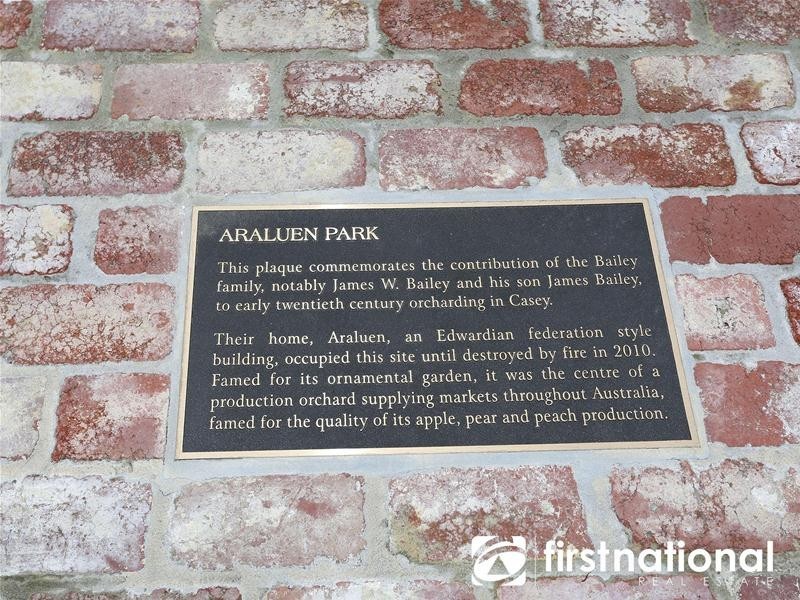 ARALUEN PARK
This plaque commemorates the contribution of the Bailey
family, notably James W. Bailey and his son James Bailey,
to early twentieth century orcharding in Casey.
Their home, Araluen, an Edwardian federation style
building, occupied this site until destroyed by fire in 2010.
Famed for its ornamental garden, it was the centre of a
production orchard supplying markets throughout Australia,
famed for the quality of its apple, pear and peach production.
firstnational
REAL ESTATE